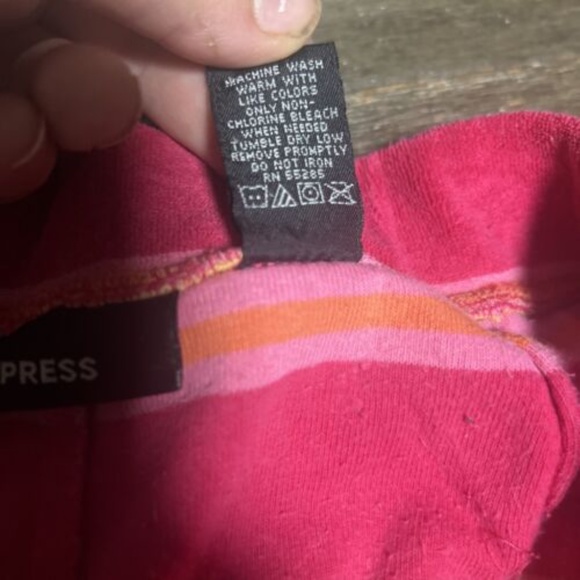 MACHINE WASH
WARM WITH
LIKE COLORS
ONLY NON-
CHLORINE BLEACH
WHEN NEEDED
TUMBLE DRY LOW
REMOVE PROMPTLY
DO NOT IRON
RN 55285
PRESS